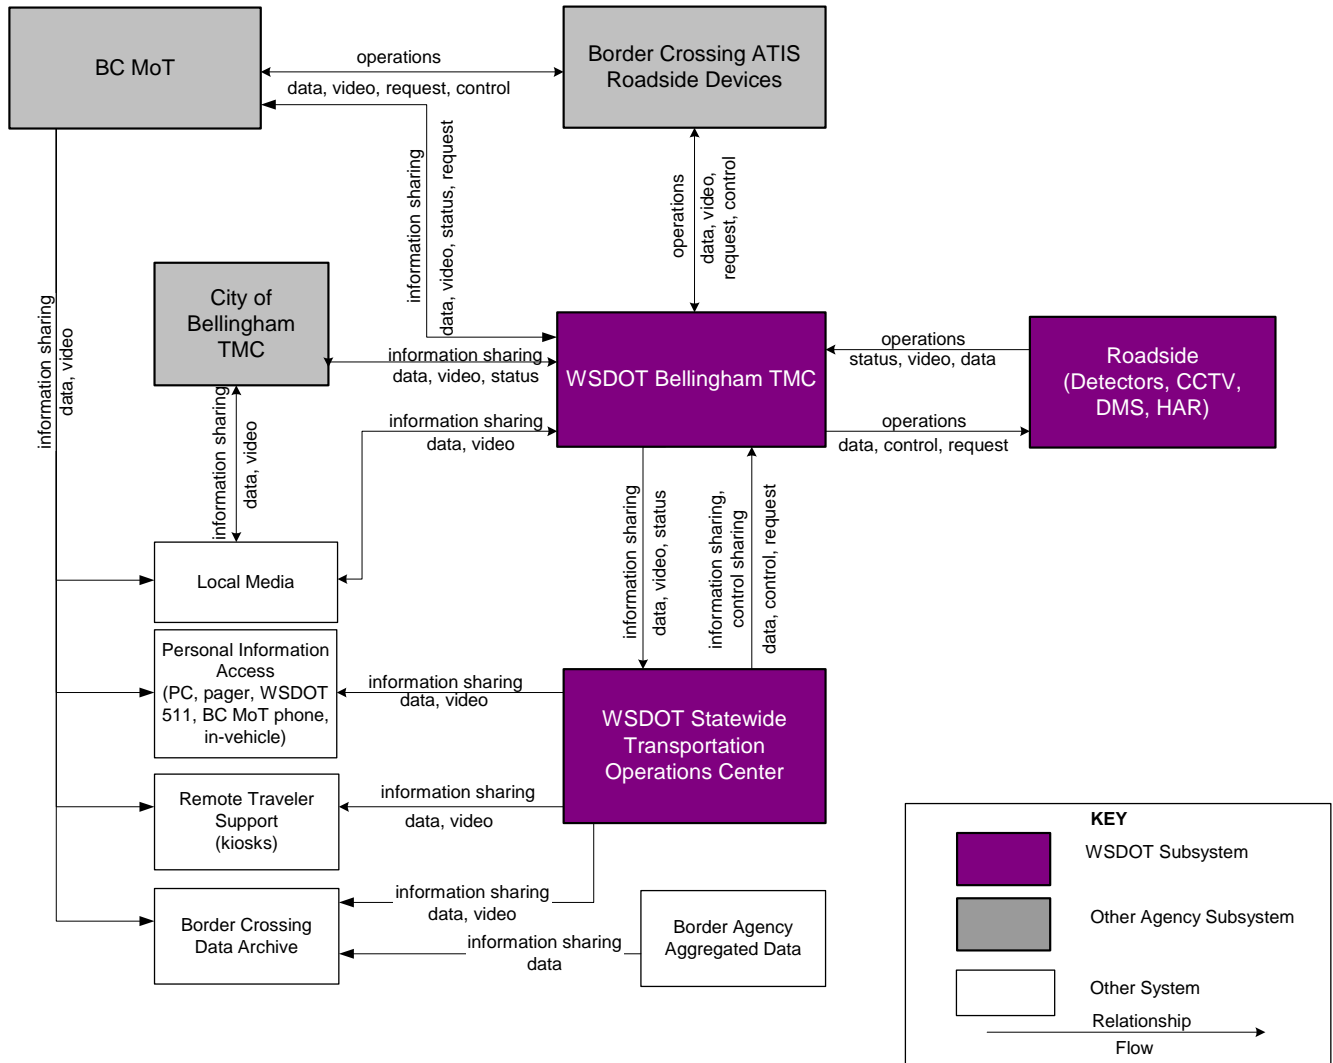 BC MoT
operations
data, video, request, control
Border Crossing ATIS
Roadside Devices
information sharing
data, video, status, request
operations
data, video,
request, control
information sharing
data, video
City of
Bellingham
TMC
information sharing
data, video, status
WSDOT Bellingham TMC
operations
status, video, data
Roadside
(Detectors, CCTV,
DMS, HAR)
operations
data, control, request
information sharing
data, video
information sharing
data, video
information sharing
data, video, status
information sharing,
control sharing
data, control, request
Local Media
Personal Information
Access
(PC, pager, WSDOT
511, BC MoT phone,
in-vehicle)
information sharing
data, video
WSDOT Statewide
Transportation
Operations Center
Remote Traveler
Support
(kiosks)
information sharing
data, video
Border Crossing
Data Archive
information sharing
data, video
information sharing
data
Border Agency
Aggregated Data
KEY
WSDOT Subsystem
Other Agency Subsystem
Other System
Relationship
Flow